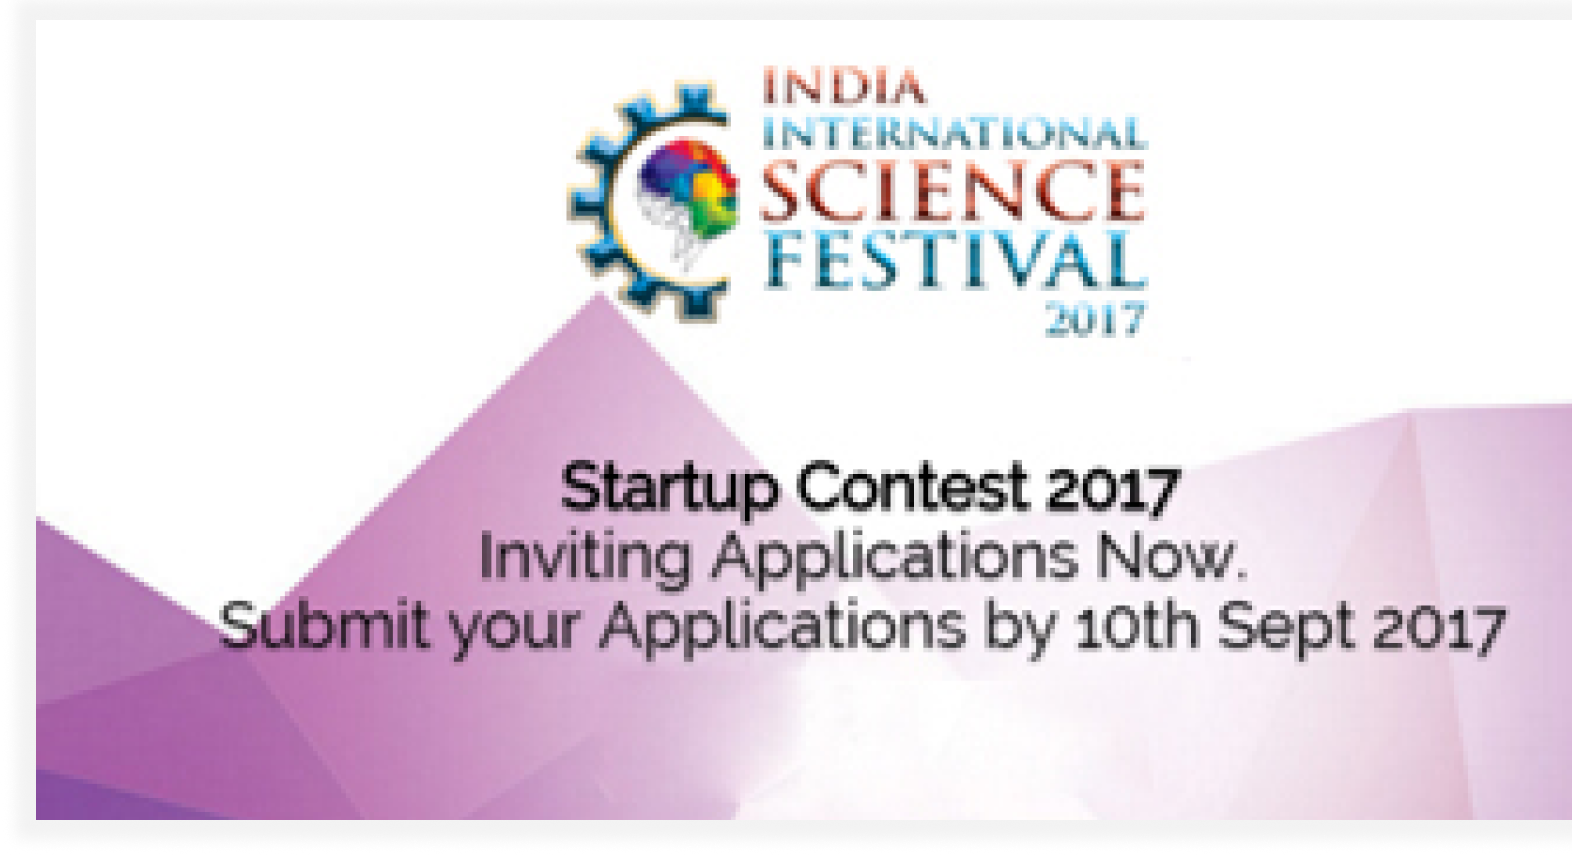 INDIA
INTERNATIONAL
SCIENCE
FESTIVAL
2017
Startup Contest 2017
Inviting Applications Now.
Submit your Applications by 10th Sept 2017